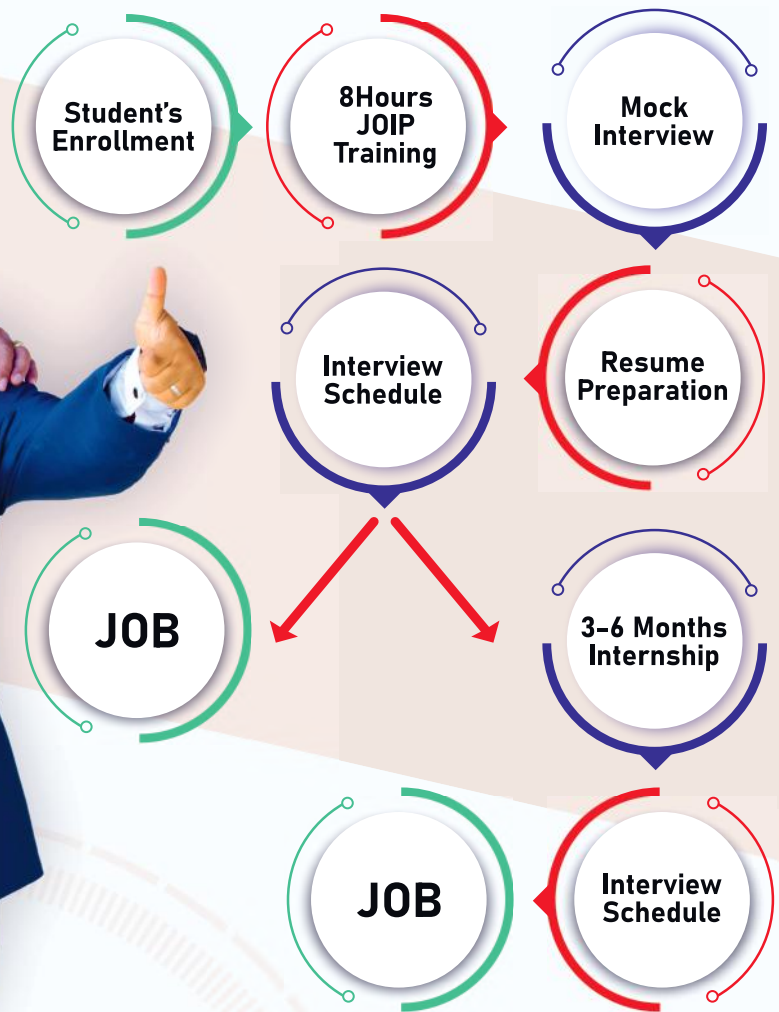 Student's
Enrollment
8Hours
JOIP
Training
Mock
Interview
Interview
Schedule
Resume
Preparation
JOB
3-6 Months
Internship
JOB
Interview
Schedule